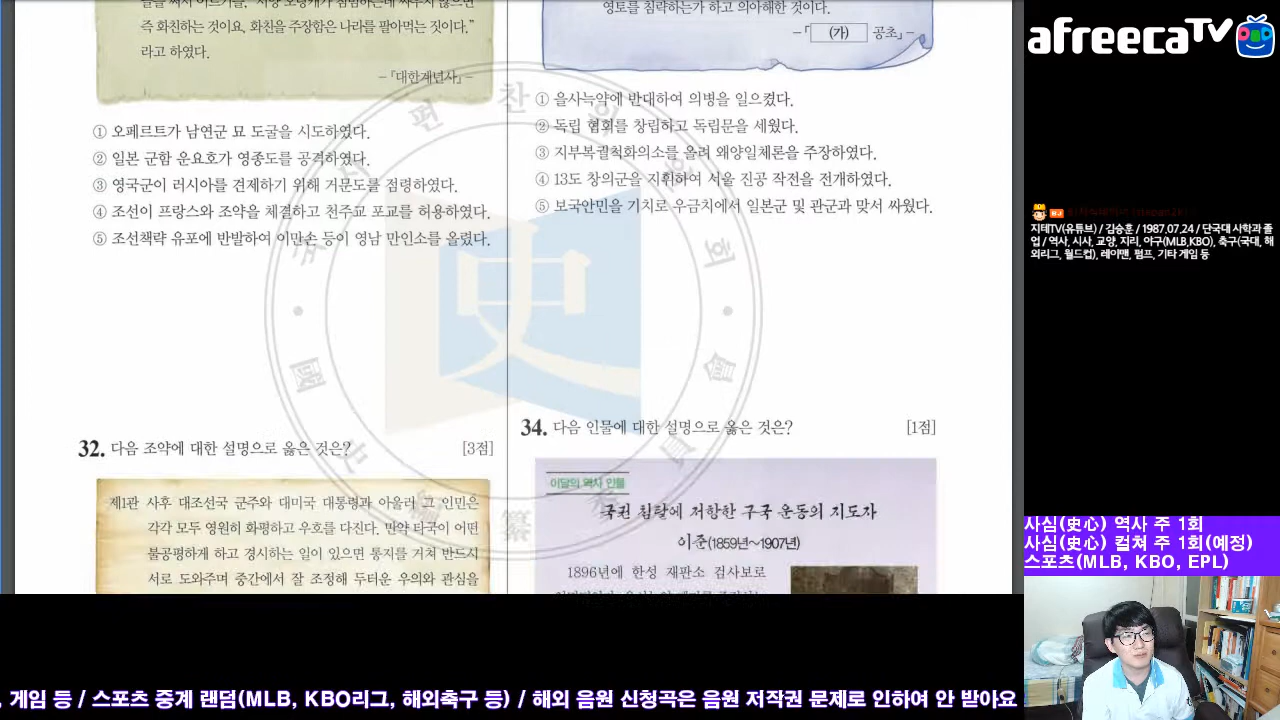 즉 화친하는 것이요, 화친을 주장함은 나라를 팔아먹는 짓이다.”
라고 하였다.
-『대한계년사』-
① 오페르트가 남연군 묘 도굴을 시도하였다.
② 일본 군함 운요호가 영종도를 공격하였다.
③ 영국군이 러시아를 견제하기 위해 거문도를 점령하였다.
④ 조선이 프랑스와 조약을 체결하고 천주교 포교를 허용하였다.
⑤ 조선책략 유포에 반발하여 이만손 등이 영남 만인소를 올렸다.
32. 다음 조약에 대한 설명으로 옳은 것은? [3점]
제1관 사후 대조선국 군주와 대미국 대통령과 아울러 그 인민은
각각 모두 영원히 화평하고 우호를 다진다. 만약 타국이 어떤
불공평하게 하고 경시하는 일이 있으면 통지를 거쳐 반드시
서로 도와주며 중간에서 잘 조정해 두터운 우의와 관심을
영토를 침략하는가 하고 의아해한 것이다.
-『 (가) 공초』-
① 을사늑약에 반대하여 의병을 일으켰다.
② 독립 협회를 창립하고 독립문을 세웠다.
③ 지부복궐척화의소를 올려 왜양일체론을 주장하였다.
④ 13도 창의군을 지휘하여 서울 진공 작전을 전개하였다.
⑤ 보국안민을 기치로 우금치에서 일본군 및 관군과 맞서 싸웠다.
34. 다음 인물에 대한 설명으로 옳은 것은? [1점]
이달의 역사 인물
국권 침탈에 저항한 구국 운동의 지도자
이준(1859년~1907년)
1896년에 한성 재판소 검사보로
편 찬 위 원 회
史
國 史 編 纂 委 員 會
afreecaTV
BJ
지테TV(유튜브) / 김승훈 / 1987.07.24 / 단국대 사학과 졸
업 / 역사, 시사, 교양, 지리, 야구(MLB,KBO), 축구(국대, 해
외리그, 월드컵), 레이맨, 펌프, 기타 게임 등
사심(史心) 역사 주 1회
사심(史心) 컬쳐 주 1회(예정)
스포츠(MLB, KBO, EPL)
, 게임 등 / 스포츠 중계 랜덤(MLB, KBO리그, 해외축구 등) / 해외 음원 신청곡은 음원 저작권 문제로 인하여 안 받아요